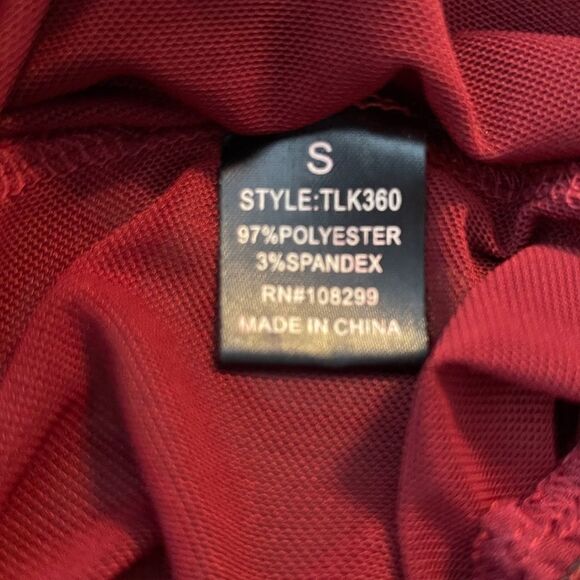 S
STYLE:TLK360
97%POLYESTER
3%SPANDEX
RN#108299
MADE IN CHINA